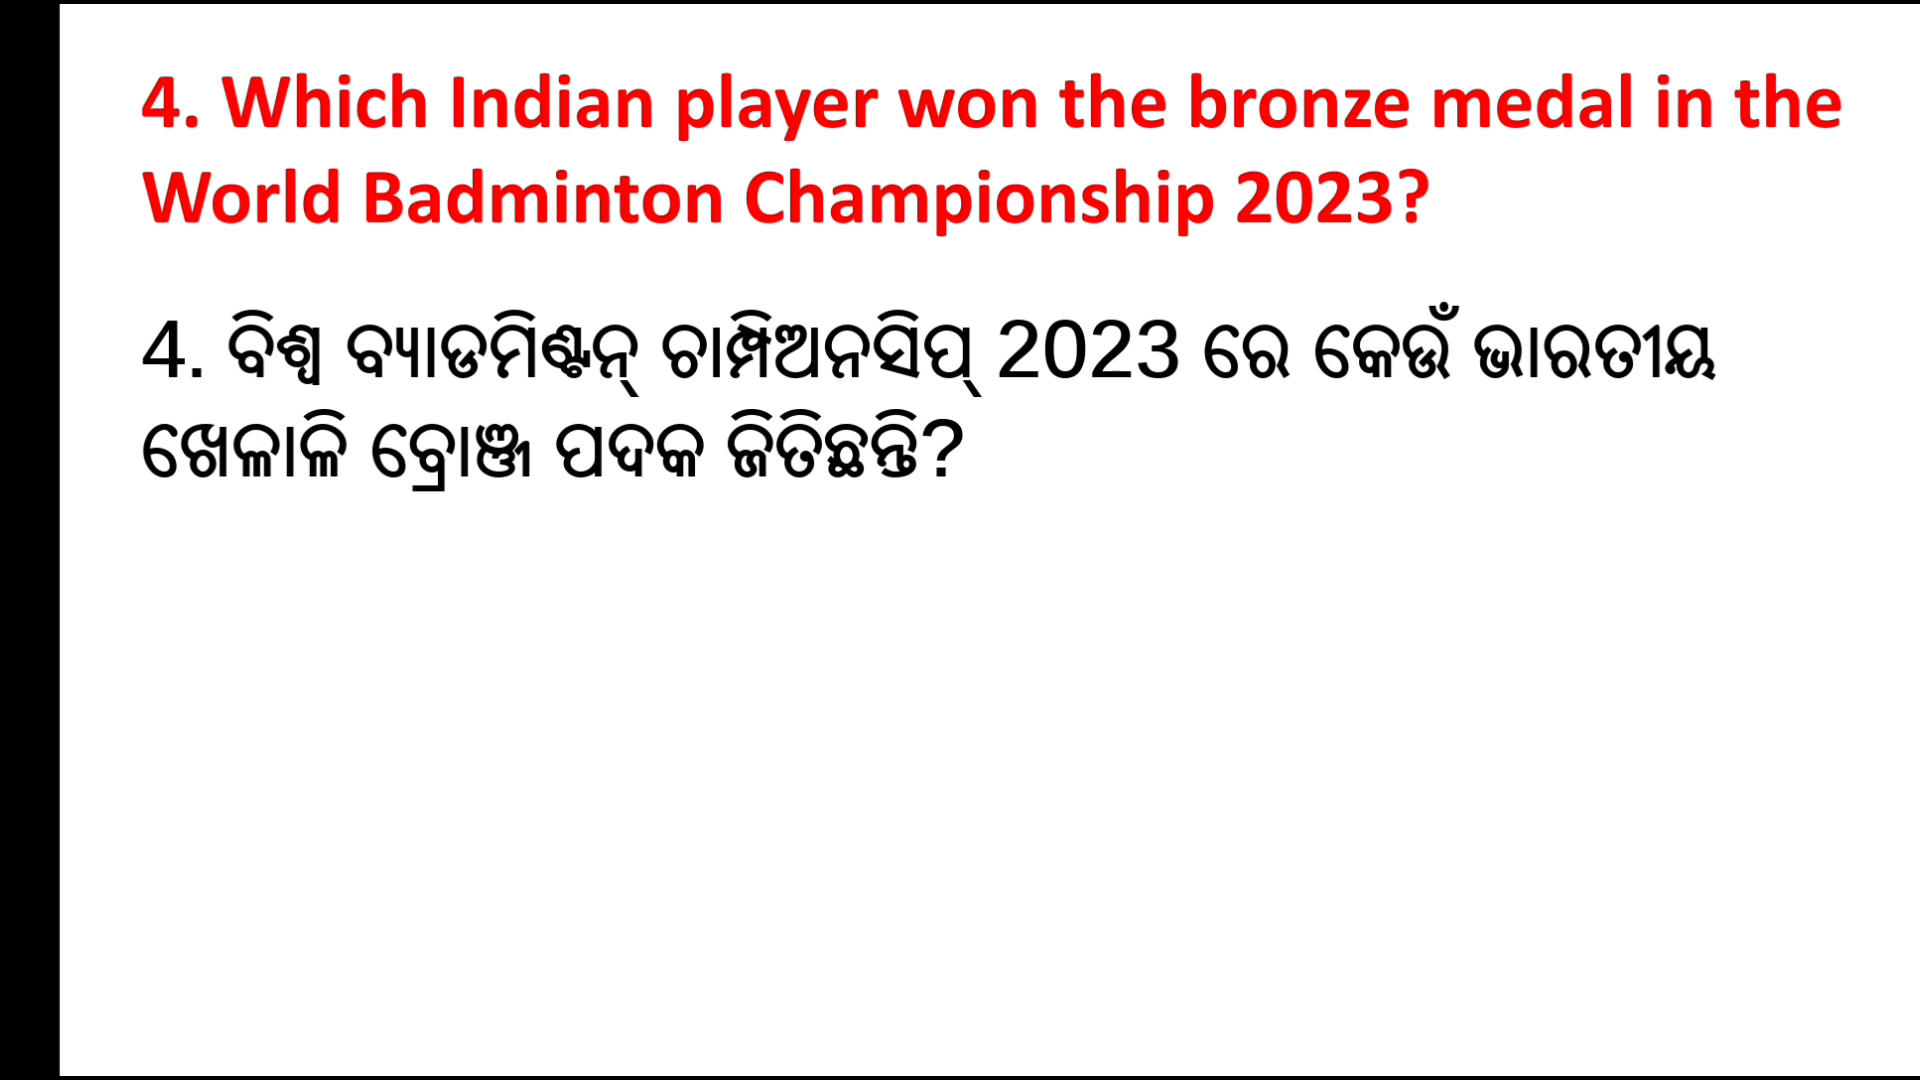 4. Which Indian player won the bronze medal in the
World Badminton Championship 2023?
4. ବିଶ୍ୱ ବ୍ୟାଡମିଣ୍ଟନ୍ ଚାମ୍ପିଅନସିପ୍ 2023 ରେ କେଉଁ ଭାରତୀୟ
ଖେଳାଳି ବ୍ରୋଞ୍ଜ ପଦକ ଜିତିଛନ୍ତି?